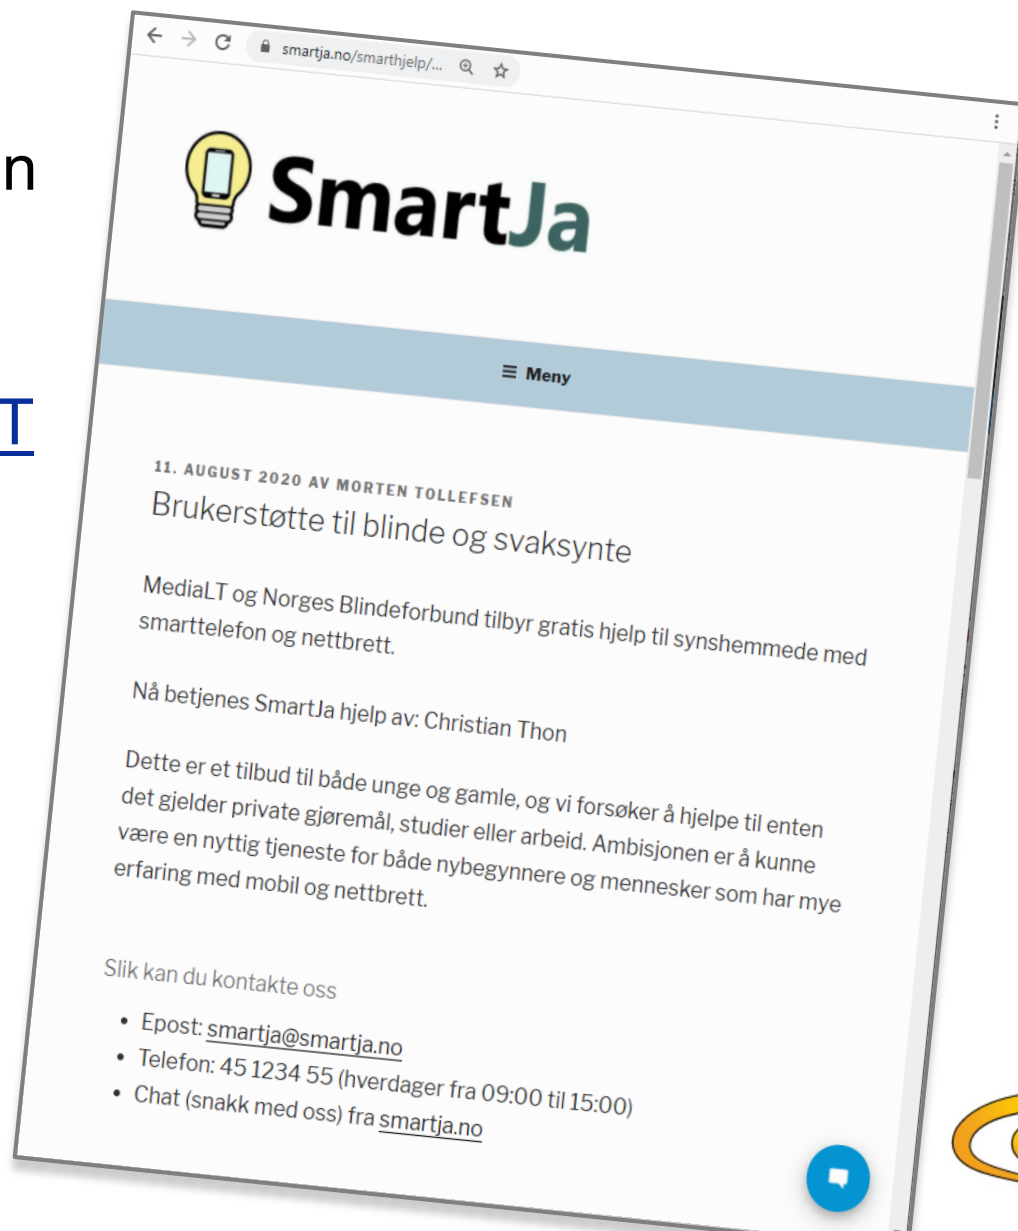 n
T
smartja.no/smarthjelp/...
SmartJa
Meny
11. AUGUST 2020 AV MORTEN TOLLEFSEN
Brukerstøtte til blinde og svaksynte
MediaLT og Norges Blindeforbund tilbyr gratis hjelp til synshemmede med
smarttelefon og nettbrett.
Nå betjenes SmartJa hjelp av: Christian Thon
Dette er et tilbud til både unge og gamle, og vi forsøker å hjelpe til enten
det gjelder private gjøremål, studier eller arbeid. Ambisjonen er å kunne
være en nyttig tjeneste for både nybegynnere og mennesker som har mye
erfaring med mobil og nettbrett.
Slik kan du kontakte oss
• Epost: smartja@smartja.no
• Telefon: 45 1234 55 (hverdager fra 09:00 til 15:00)
• Chat (snakk med oss) fra smartja.no